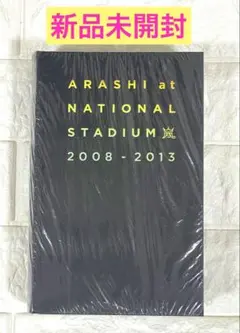 新品未開封
ARASHI at
NATIONAL
STADIUM
2008 - 2013